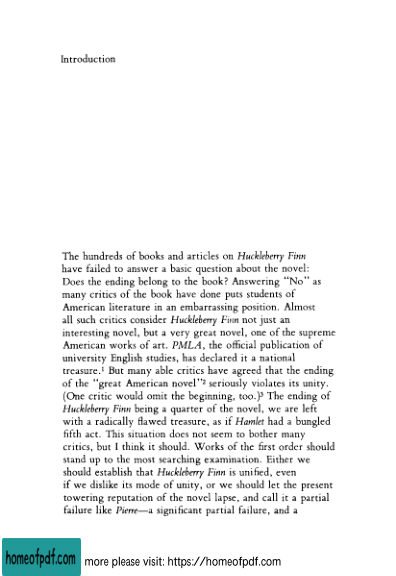 Introduction
The hundreds of books and articles on Huckleberry Finn
have failed to answer a basic question about the novel:
Does the ending belong to the book? Answering "No" as
many critics of the book have done puts students of
American literature in an embarrassing position. Almost
all such critics consider Huckleberry Finn not just an
interesting novel, but a very great novel, one of the supreme
American works of art. PMLA, the official publication of
university English studies, has declared it a national
treasure.¹ But many able critics have agreed that the ending
of the "great American novel"² seriously violates its unity.
(One critic would omit the beginning, too.)³ The ending of
Huckleberry Finn being a quarter of the novel, we are left
with a radically flawed treasure, as if Hamlet had a bungled
fifth act. This situation does not seem to bother many
critics, but I think it should. Works of the first order should
stand up to the most searching examination. Either we
should establish that Huckleberry Finn is unified, even
if we dislike its mode of unity, or we should let the present
towering reputation of the novel lapse, and call it a partial
failure like Pierre—a significant partial failure, and a
homeofpdf.com more please visit: https://homeofpdf.com